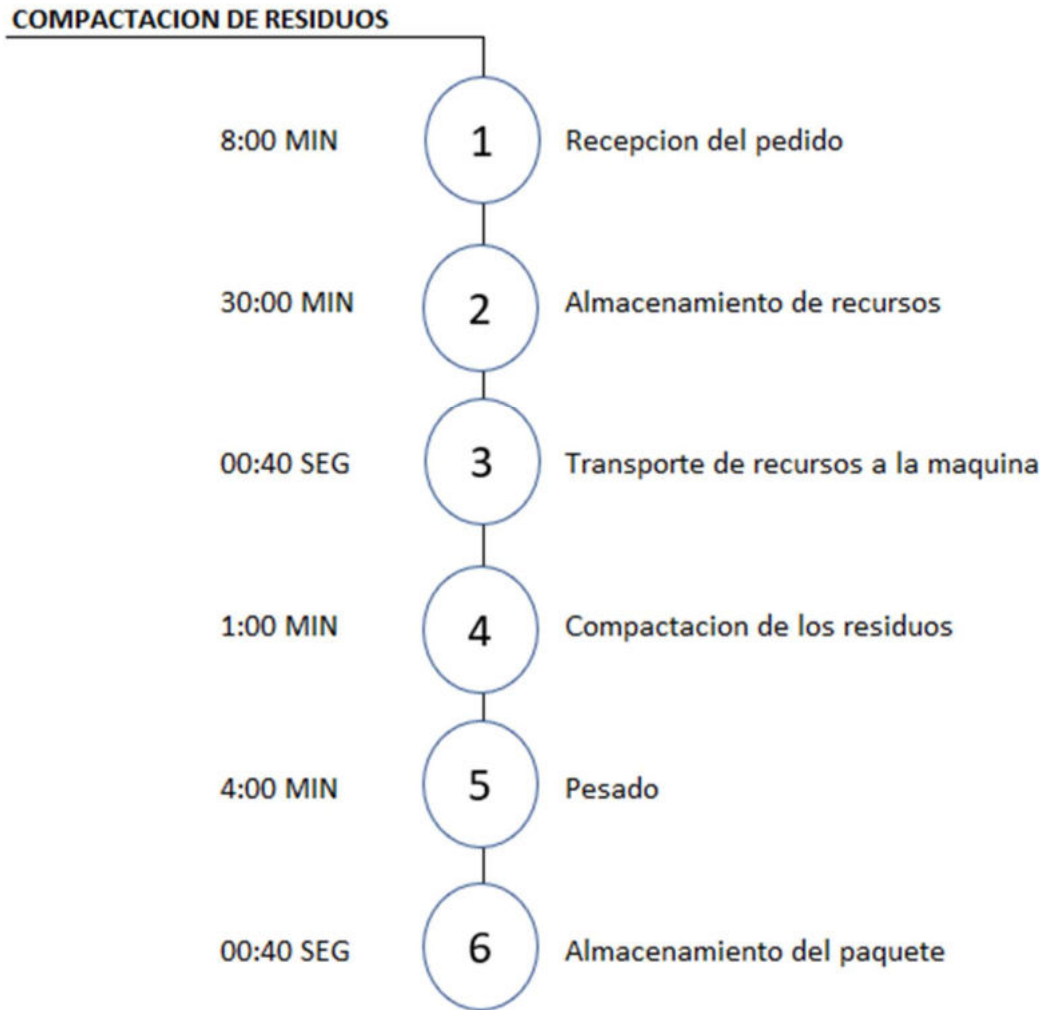 COMPACTACION DE RESIDUOS
8:00 MIN 1 Recepcion del pedido
30:00 MIN 2 Almacenamiento de recursos
00:40 SEG 3 Transporte de recursos a la maquina
1:00 MIN 4 Compactacion de los residuos
4:00 MIN 5 Pesado
00:40 SEG 6 Almacenamiento del paquete